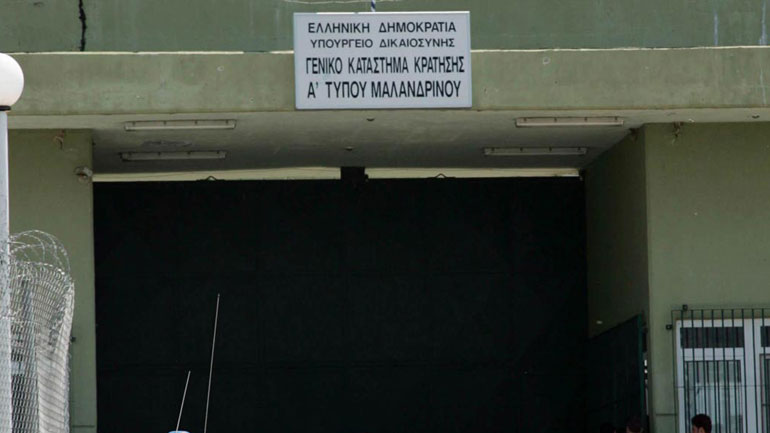 ΕΛΛΗΝΙΚΗ ΔΗΜΟΚΡΑΤΙΑ
ΥΠΟΥΡΓΕΙΟ ΔΙΚΑΙΟΣΥΝΗΣ
ΓΕΝΙΚΟ ΚΑΤΑΣΤΗΜΑ ΚΡΑΤΗΣΗΣ
Α' ΤΥΠΟΥ ΜΑΛΑΝΔΡΙΝΟΥ